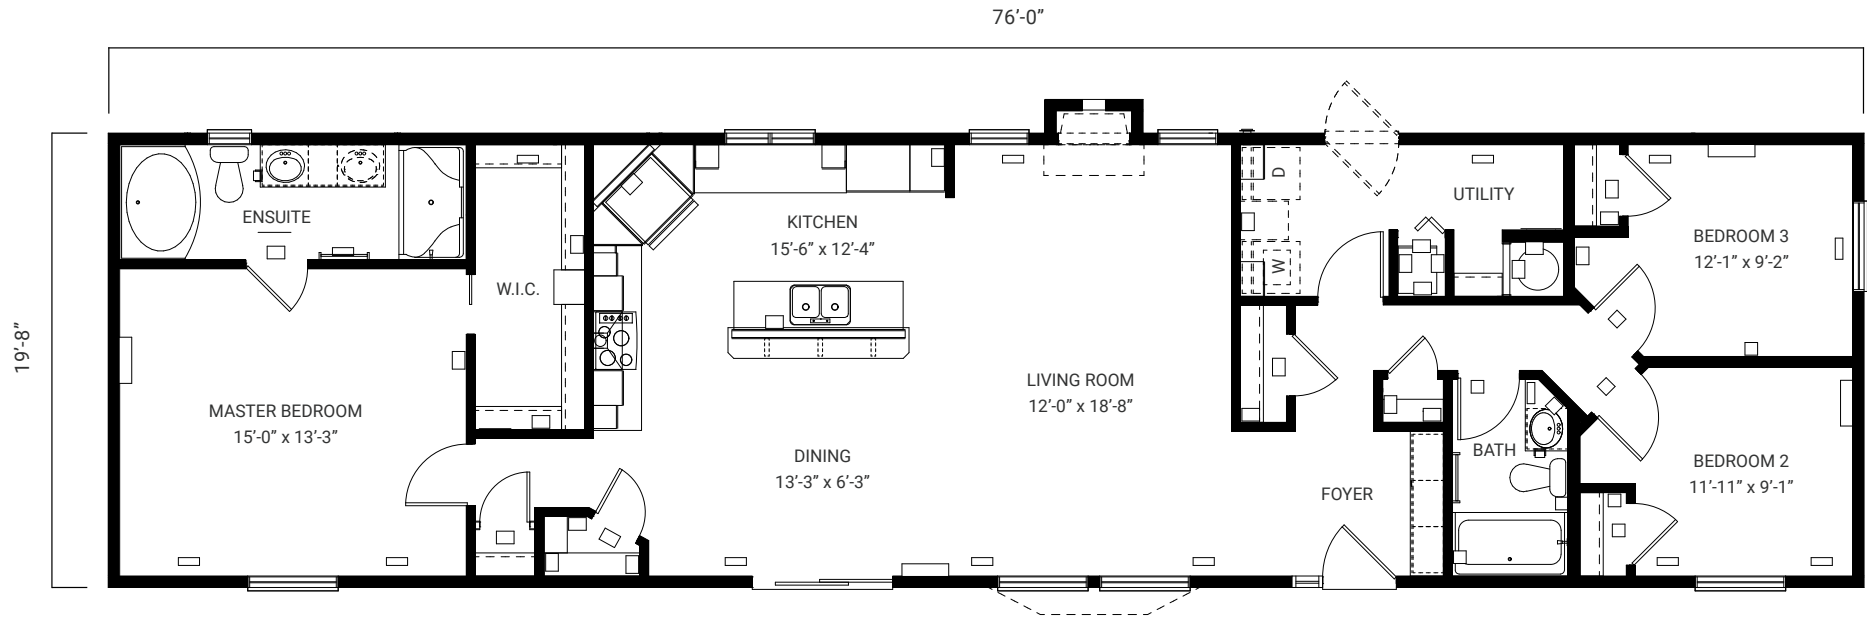 76’-0”
19’-8”
ENSUITE
W.I.C.
KITCHEN
15’-6” x 12’-4”
D
W
UTILITY
BEDROOM 3
12’-1” x 9’-2”
MASTER BEDROOM
15’-0” x 13’-3”
LIVING ROOM
12’-0” x 18’-8”
DINING
13’-3” x 6’-3”
FOYER
BATH
BEDROOM 2
11’-11” x 9’-1”